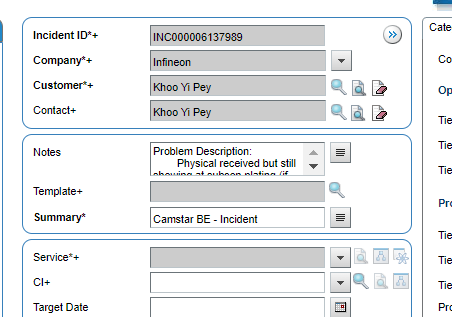 Incident ID*+ INC000006137989
Company*+ Infineon
Customer*+ Khoo Yi Pey
Contact+ Khoo Yi Pey
Notes Problem Description:
Physical received but still
showing at subcon plating (if
Template+
Summary* Camstar BE - Incident
Service*+
CI+
Target Date
Cate
Co
Op
Tie
Tie
Tie
Pro
Tie
Tie
Tie
Pro